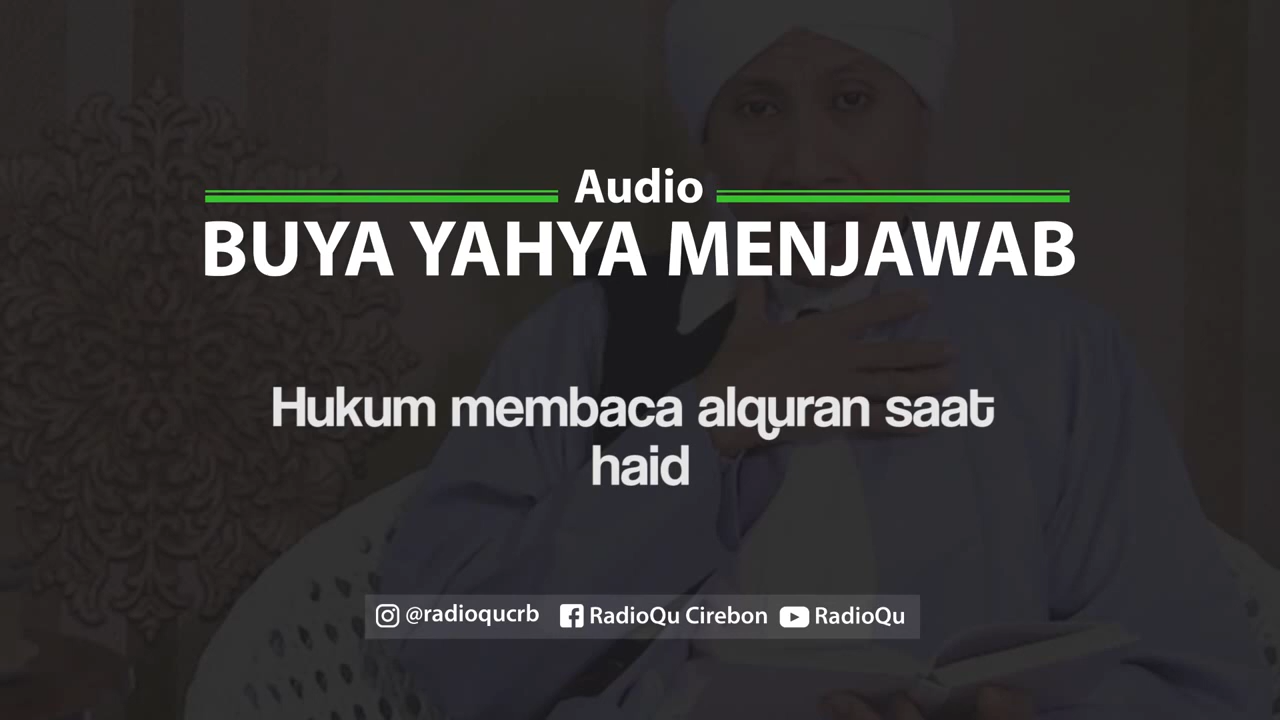 Audio
BUYA YAHYA MENJAWAB
Hukum membaca alquran saat
haid
@radioqucrb RadioQu Cirebon RadioQu